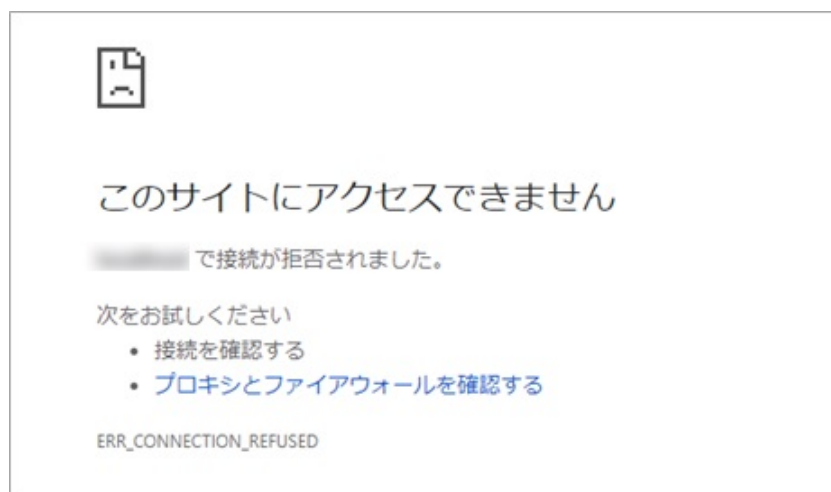 このサイトにアクセスできません
で接続が拒否されました。
次をお試しください
• 接続を確認する
• プロキシとファイアウォールを確認する
ERR_CONNECTION_REFUSED